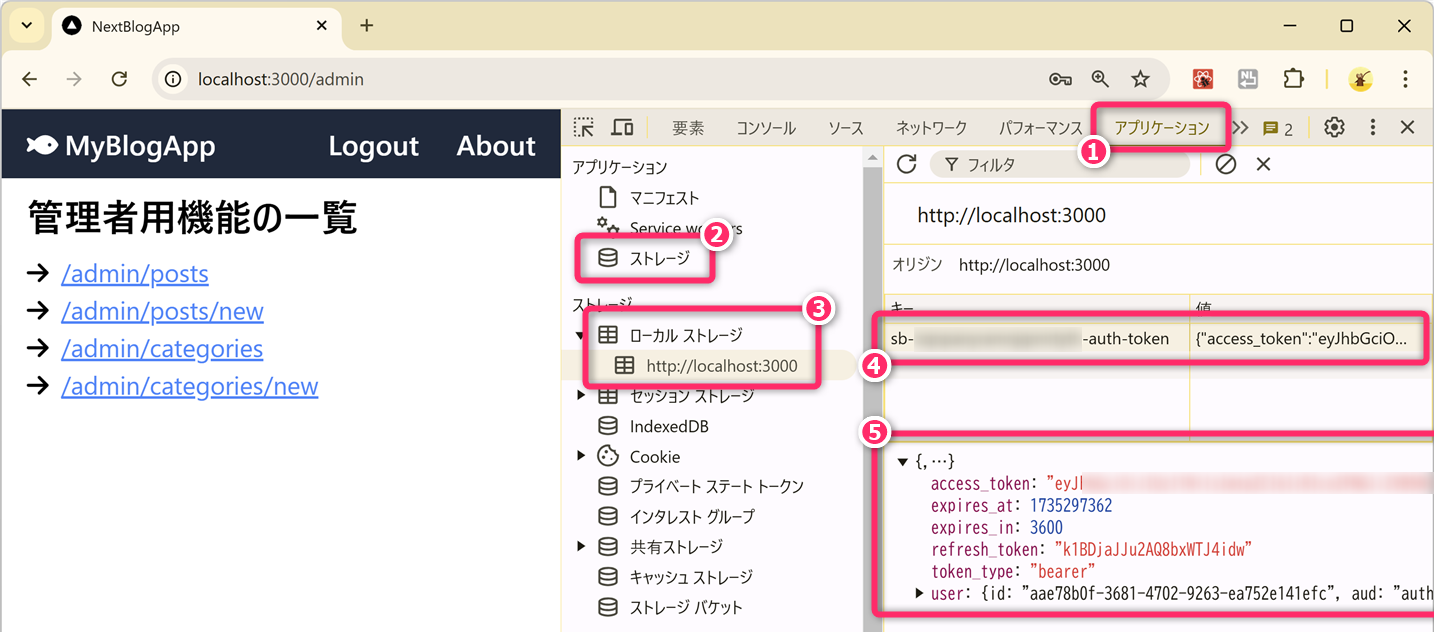 NextBlogApp
localhost:3000/admin
MyBlogApp Logout About
管理者用機能の一覧
→ /admin/posts
→ /admin/posts/new
→ /admin/categories
→ /admin/categories/new
要素 コンソール ソース ネットワーク パフォーマンス アプリケーション 2
1
アプリケーション
マニフェスト
Service workers
2
ストレージ
ストレージ
3
ローカル ストレージ
http://localhost:3000
セッション ストレージ
IndexedDB
Cookie
プライベート ステート トークン
インタレスト グループ
共有ストレージ
キャッシュ ストレージ
ストレージ バケット
フィルタ
http://localhost:3000
オリジン http://localhost:3000
キー 値
sb- -auth-token {"access_token":"eyJhbGciO...
4
5
{,…}
access_token: "eyJl
expires_at: 1735297362
expires_in: 3600
refresh_token: "k1BDjaJJu2AQ8bxWTJ4idw"
token_type: "bearer"
user: {id: "aae78b0f-3681-4702-9263-ea752e141efc", aud: "auth